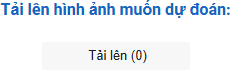 Tải lên hình ảnh muốn dự đoán:
Tải lên (0)